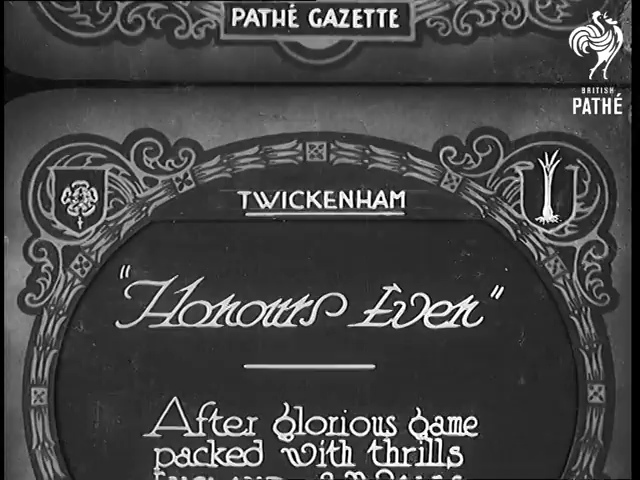 PATHÉ GAZETTE
BRITISH
PATHÉ
TWICKENHAM
"Honours Even"
After glorious game
packed with thrills